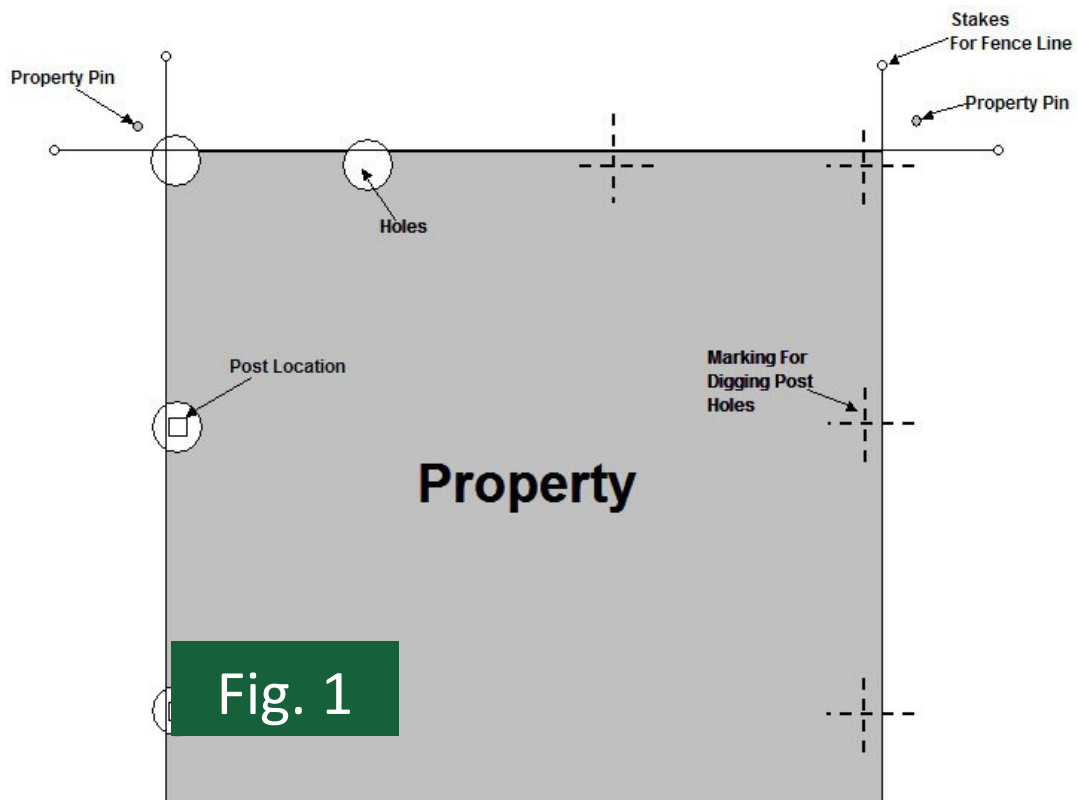 Stakes
For Fence Line
Property Pin
Property Pin
Holes
Post Location
Marking For
Digging Post
Holes
Property
Fig. 1